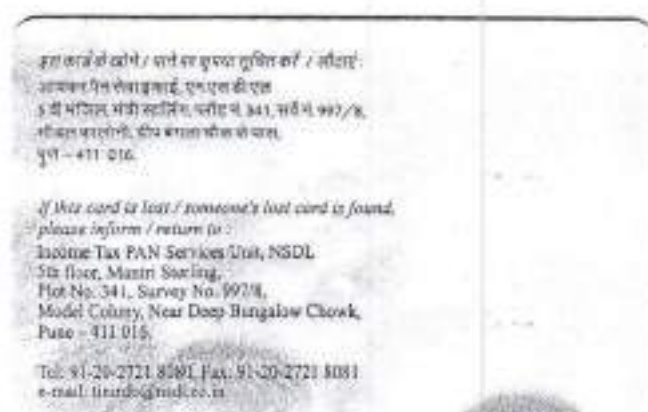 इस कार्ड के खोने / पाने पर कृपया सूचित करें / लौटाएं :
आयकर पैन सेवा इकाई, एन एस डी एल
5 वी मंजिल, मंत्री स्टर्लिंग, प्लॉट नं. 341, सर्वे नं. 997/8,
मॉडल कालोनी, दीप बंगला चौक के पास,
पुणे – 411 016.
If this card is lost / someone's lost card is found,
please inform / return to :
Income Tax PAN Services Unit, NSDL
5th floor, Mantri Sterling,
Plot No. 341, Survey No. 997/8,
Model Colony, Near Deep Bungalow Chowk,
Pune – 411 016.
Tel: 91-20-2721 8081 Fax: 91-20-2721 8081
e-mail: tininfo@nsdl.co.in